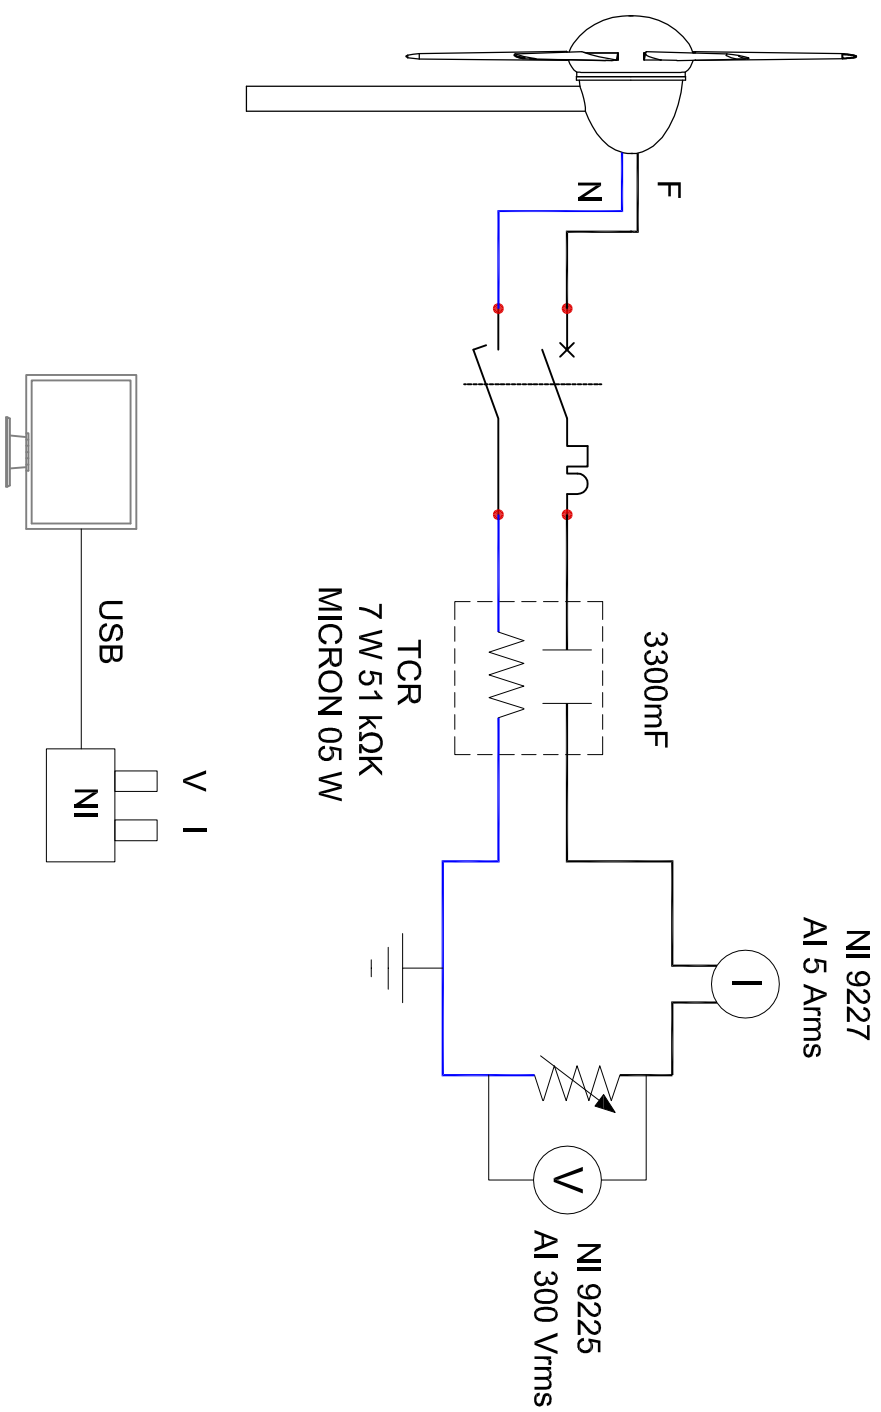 F
N
3300mF
TCR
7 W 51 kΩK
MICRON 05 W
NI 9227
AI 5 Arms
I
V
NI 9225
AI 300 Vrms
USB
V I
NI